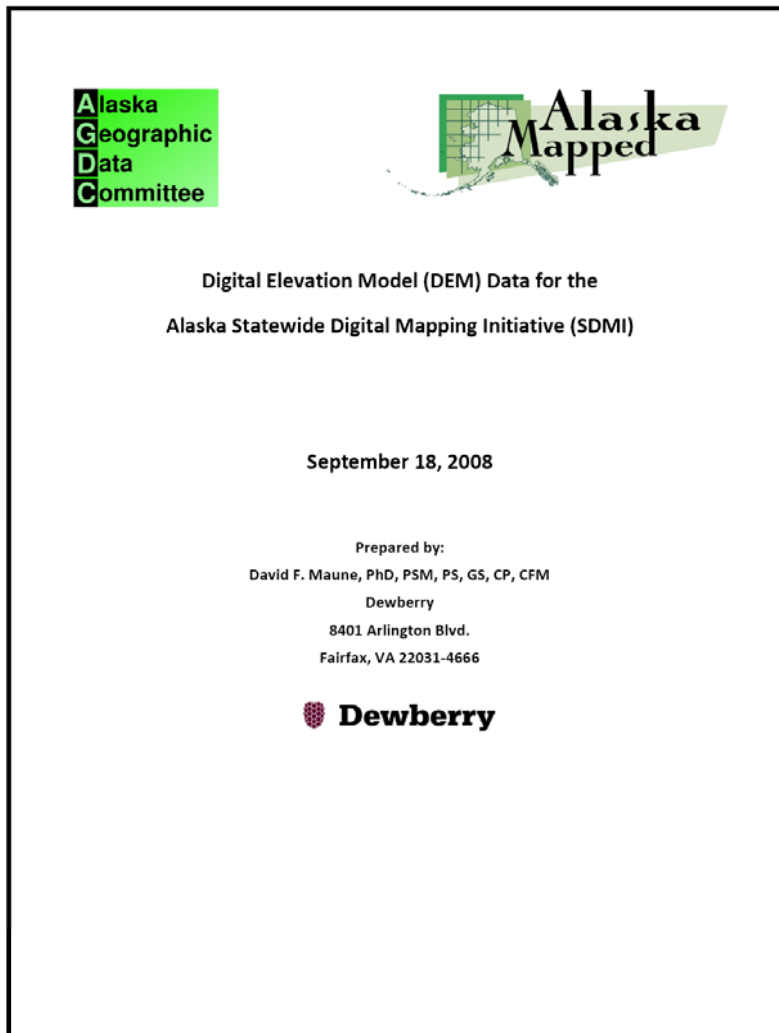 Alaska
Geographic
Data
Committee
Alaska
Mapped
Digital Elevation Model (DEM) Data for the
Alaska Statewide Digital Mapping Initiative (SDMI)
September 18, 2008
Prepared by:
David F. Maune, PhD, PSM, PS, GS, CP, CFM
Dewberry
8401 Arlington Blvd.
Fairfax, VA 22031-4666
Dewberry